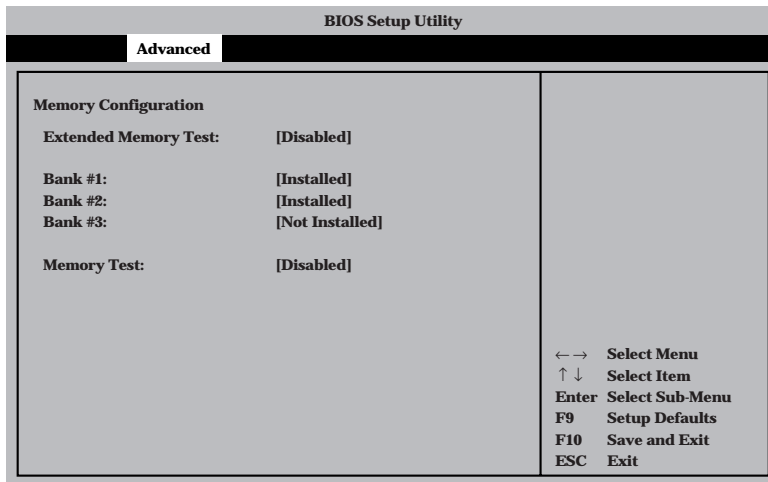 BIOS Setup Utility
Advanced
Memory Configuration
Extended Memory Test: [Disabled]
Bank #1: [Installed]
Bank #2: [Installed]
Bank #3: [Not Installed]
Memory Test: [Disabled]
←→ Select Menu
↑↓ Select Item
Enter Select Sub-Menu
F9 Setup Defaults
F10 Save and Exit
ESC Exit